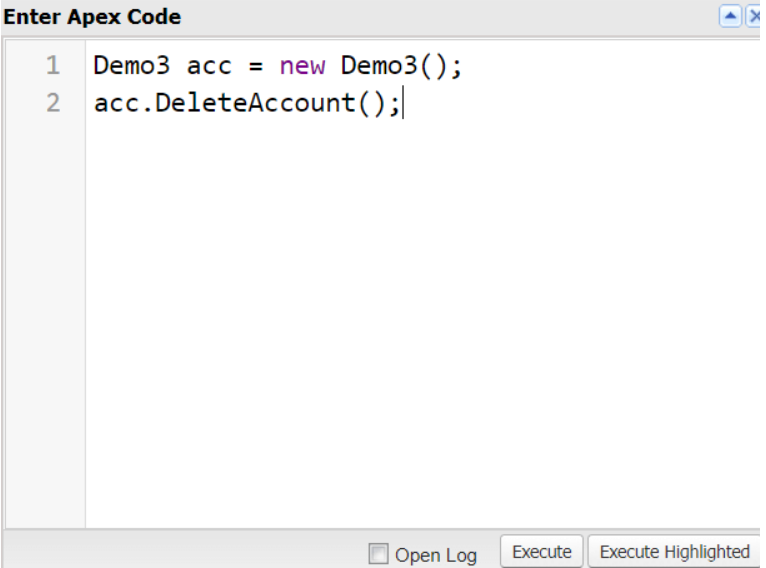 Enter Apex Code
1 Demo3 acc = new Demo3();
2 acc.DeleteAccount();
Open Log Execute Execute Highlighted